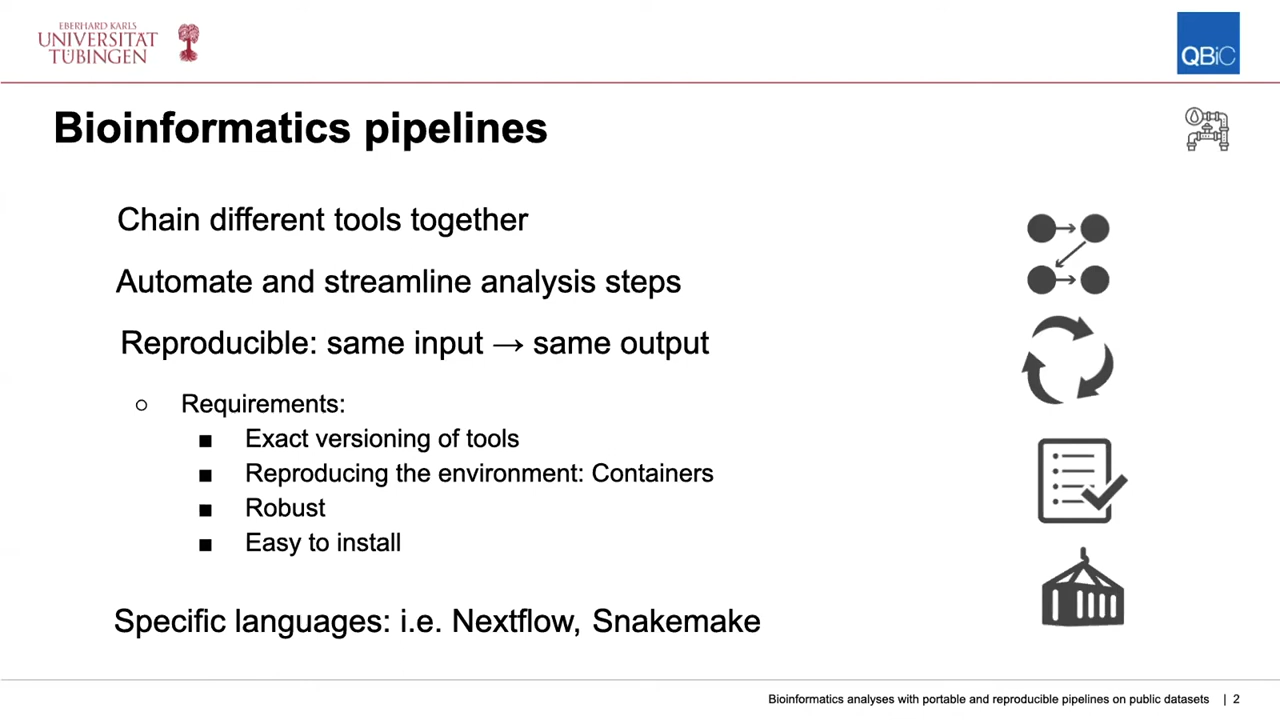 EBERHARD KARLS
UNIVERSITÄT
TÜBINGEN
QBiC
Bioinformatics pipelines
Chain different tools together
Automate and streamline analysis steps
Reproducible: same input → same output
○ Requirements:
■ Exact versioning of tools
■ Reproducing the environment: Containers
■ Robust
■ Easy to install
Specific languages: i.e. Nextflow, Snakemake
Bioinformatics analyses with portable and reproducible pipelines on public datasets | 2